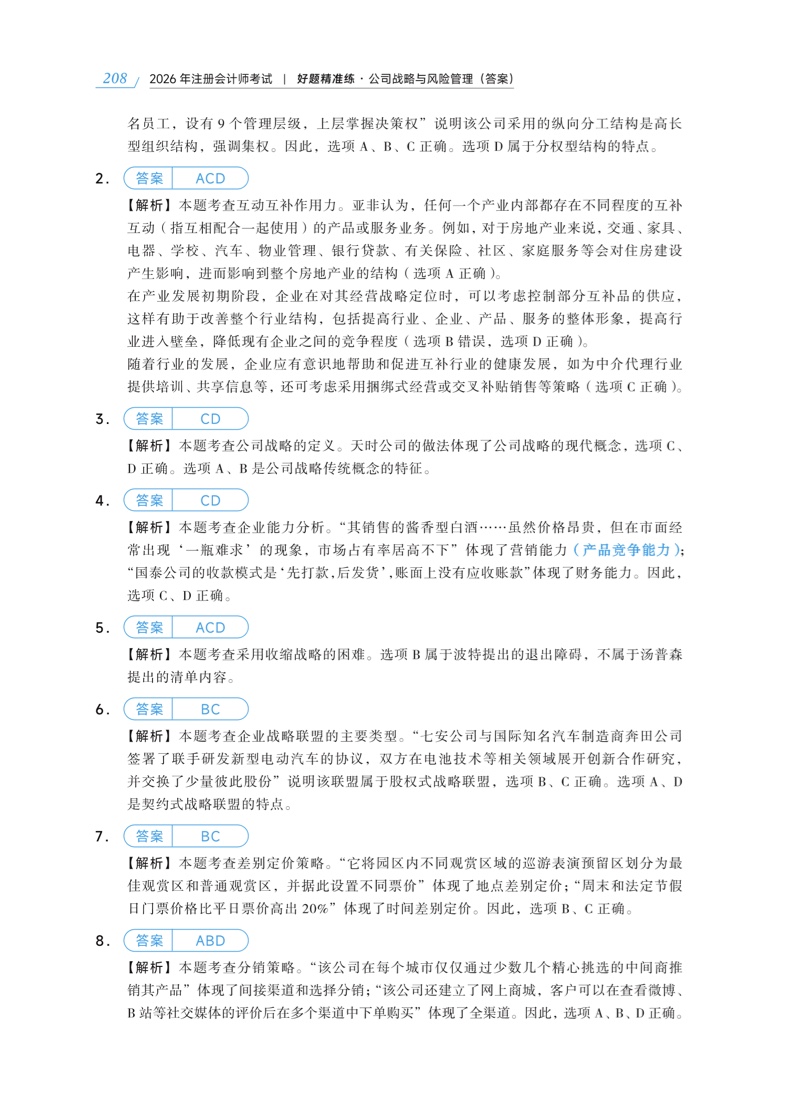 208 2026 年注册会计师考试 | 好题精准练·公司战略与风险管理（答案）
名员工，设有 9 个管理层级，上层掌握决策权”说明该公司采用的纵向分工结构是高长
型组织结构，强调集权。因此，选项 A、B、C 正确。选项 D 属于分权型结构的特点。
2. 答案 ACD
【解析】本题考查互动互补作用力。亚非认为，任何一个产业内部都存在不同程度的互补
互动（指互相配合一起使用）的产品或服务业务。例如，对于房地产业来说，交通、家具、
电器、学校、汽车、物业管理、银行贷款、有关保险、社区、家庭服务等会对住房建设
产生影响，进而影响到整个房地产业的结构（选项 A 正确）。
在产业发展初期阶段，企业在对其经营战略定位时，可以考虑控制部分互补品的供应，
这样有助于改善整个行业结构，包括提高行业、企业、产品、服务的整体形象，提高行
业进入壁垒，降低现有企业之间的竞争程度（选项 B 错误，选项 D 正确）。
随着行业的发展，企业应有意识地帮助和促进互补行业的健康发展，如为中介代理行业
提供培训、共享信息等，还可考虑采用捆绑式经营或交叉补贴销售等策略（选项 C 正确）。
3. 答案 CD
【解析】本题考查公司战略的定义。天时公司的做法体现了公司战略的现代概念，选项 C、
D 正确。选项 A、B 是公司战略传统概念的特征。
4. 答案 CD
【解析】本题考查企业能力分析。“其销售的酱香型白酒……虽然价格昂贵，但在市面经
常出现‘一瓶难求’的现象，市场占有率居高不下”体现了营销能力（产品竞争能力）；
“国泰公司的收款模式是‘先打款，后发货’，账面上没有应收账款”体现了财务能力。因此，
选项 C、D 正确。
5. 答案 ACD
【解析】本题考查采用收缩战略的困难。选项 B 属于波特提出的退出障碍，不属于汤普森
提出的清单内容。
6. 答案 BC
【解析】本题考查企业战略联盟的主要类型。“七安公司与国际知名汽车制造商奔田公司
签署了联手研发新型电动汽车的协议，双方在电池技术等相关领域展开创新合作研究，
并交换了少量彼此股份”说明该联盟属于股权式战略联盟，选项 B、C 正确。选项 A、D
是契约式战略联盟的特点。
7. 答案 BC
【解析】本题考查差别定价策略。“它将园区内不同观赏区域的巡游表演预留区划分为最
佳观赏区和普通观赏区，并据此设置不同票价”体现了地点差别定价；“周末和法定节假
日门票价格比平日票价高出 20%”体现了时间差别定价。因此，选项 B、C 正确。
8. 答案 ABD
【解析】本题考查分销策略。“该公司在每个城市仅仅通过少数几个精心挑选的中间商推
销其产品”体现了间接渠道和选择分销；“该公司还建立了网上商城，客户可以在查看微博、
B 站等社交媒体的评价后在多个渠道中下单购买”体现了全渠道。因此，选项 A、B、D 正确。